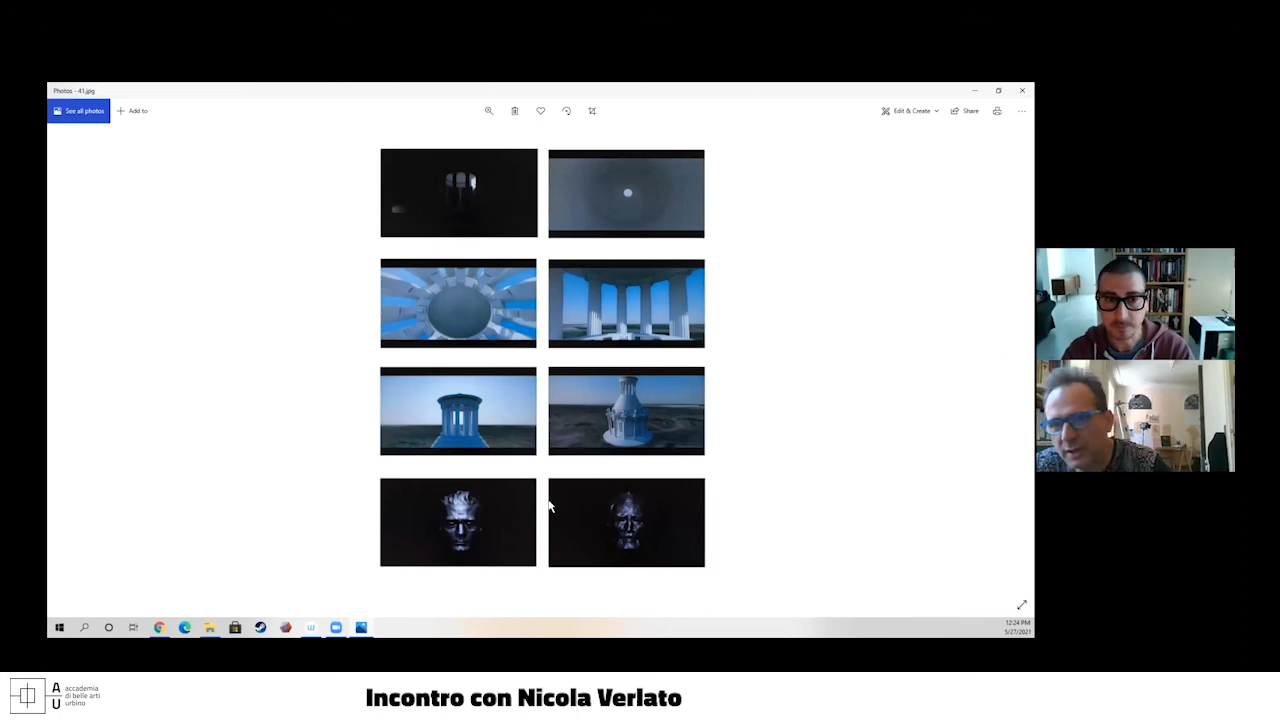 Photos - 41.jpg
See all photos
Add to
Edit & Create
Share
12:24 PM
5/27/2021
A
U
accademia
di belle arti
urbino
Incontro con Nicola Verlato